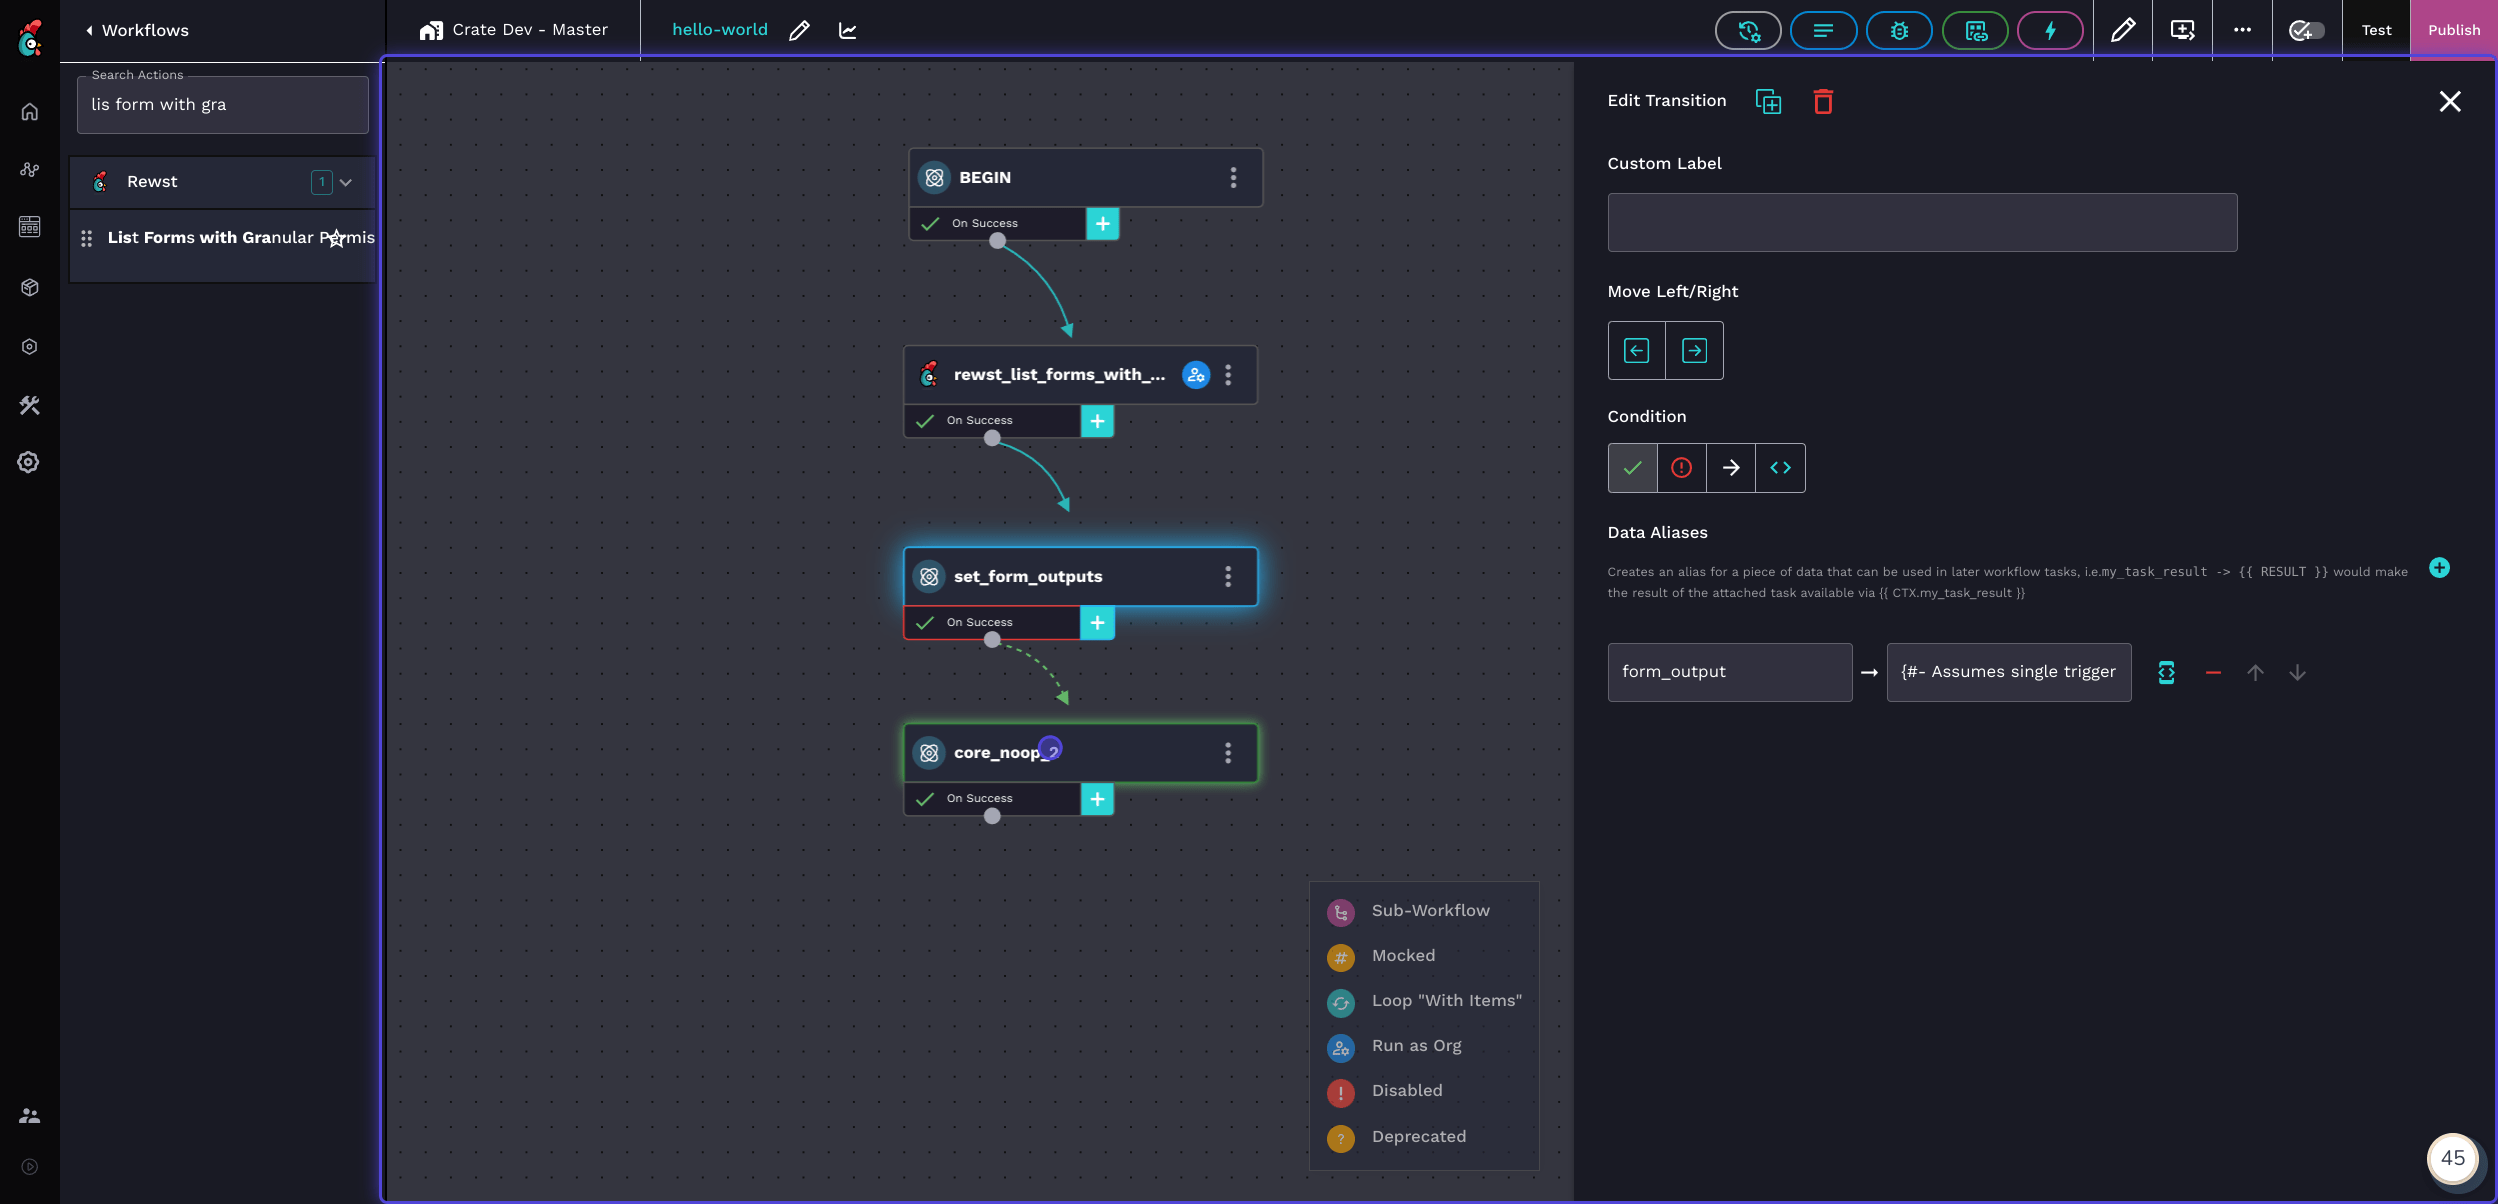 Workflows
Crate Dev - Master
hello-world
Test
Publish
Search Actions
lis form with gra
Rewst
1
List Forms with Granular Permis
BEGIN
On Success
rewst_list_forms_with_...
On Success
set_form_outputs
On Success
core_noop_2
On Success
Sub-Workflow
Mocked
Loop "With Items"
Run as Org
Disabled
Deprecated
Edit Transition
Custom Label
Move Left/Right
Condition
Data Aliases
Creates an alias for a piece of data that can be used in later workflow tasks, i.e.my_task_result -> {{ RESULT }} would make
the result of the attached task available via {{ CTX.my_task_result }}
form_output
{#- Assumes single trigger
45